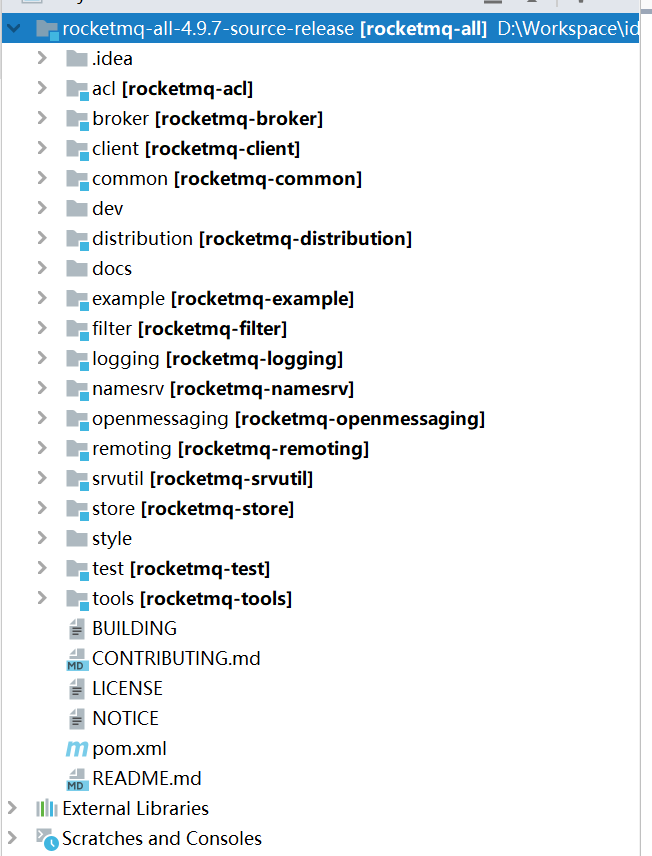 rocketmq-all-4.9.7-source-release [rocketmq-all] D:\Workspace\id
.idea
acl [rocketmq-acl]
broker [rocketmq-broker]
client [rocketmq-client]
common [rocketmq-common]
dev
distribution [rocketmq-distribution]
docs
example [rocketmq-example]
filter [rocketmq-filter]
logging [rocketmq-logging]
namesrv [rocketmq-namesrv]
openmessaging [rocketmq-openmessaging]
remoting [rocketmq-remoting]
srvutil [rocketmq-srvutil]
store [rocketmq-store]
style
test [rocketmq-test]
tools [rocketmq-tools]
BUILDING
MD CONTRIBUTING.md
LICENSE
NOTICE
m pom.xml
MD README.md
External Libraries
Scratches and Consoles